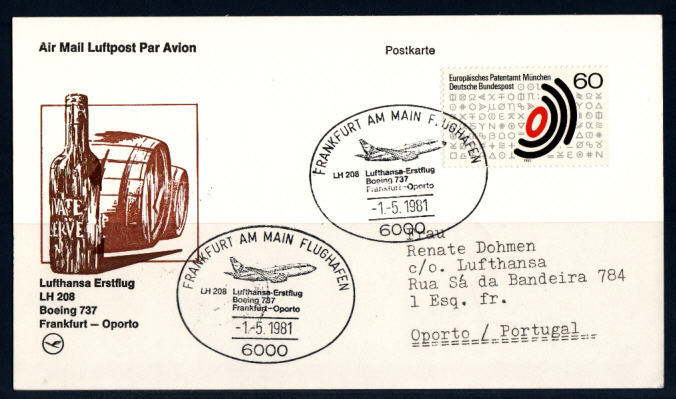 Air Mail Luftpost Par Avion
Postkarte
Europäisches Patentamt München
Deutsche Bundespost
60
1981
FRANKFURT AM MAIN FLUGHAFEN
LH 208 Lufthansa-Erstflug
Boeing 737
Frankfurt-Oporto
-1.-5.1981
6000
FRANKFURT AM MAIN FLUGHAFEN
LH 208 Lufthansa-Erstflug
Boeing 737
Frankfurt-Oporto
-1.-5.1981
6000
Lufthansa Erstflug
LH 208
Boeing 737
Frankfurt – Oporto
Frau
Renate Dohmen
c/o. Lufthansa
Rua Sá da Bandeira 784
1 Esq. fr.
Oporto / Portugal